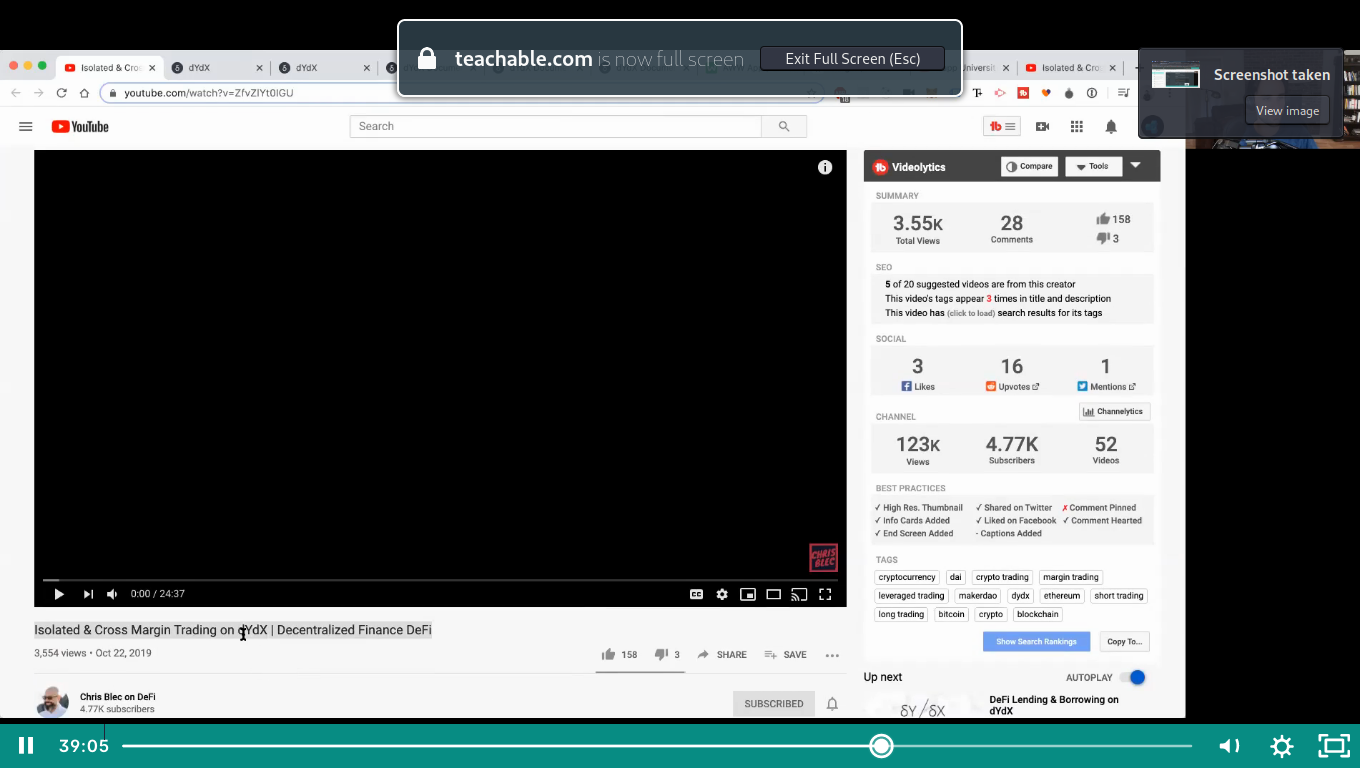 teachable.com is now full screen
Exit Full Screen (Esc)
Screenshot taken
View image
Isolated & Cro
dYdX
dYdX
Universit
Isolated & Cro
youtube.com/watch?v=ZfvZIYt0IGU
YouTube
Search
Videolytics
Compare
Tools
SUMMARY
3.55K
Total Views
28
Comments
158
3
SEO
5 of 20 suggested videos are from this creator
This video's tags appear 3 times in title and description
This video has (click to load) search results for its tags
SOCIAL
3
Likes
16
Upvotes
1
Mentions
CHANNEL
Channelytics
123K
Views
4.77K
Subscribers
52
Videos
BEST PRACTICES
✓ High Res. Thumbnail ✓ Shared on Twitter ✗ Comment Pinned
✓ Info Cards Added ✓ Liked on Facebook ✓ Comment Hearted
✓ End Screen Added - Captions Added
TAGS
cryptocurrency dai crypto trading margin trading
leveraged trading makerdao dydx ethereum short trading
long trading bitcoin crypto blockchain
Show Search Rankings
Copy To...
CHRIS
BLEC
0:00 / 24:37
Isolated & Cross Margin Trading on dYdX | Decentralized Finance DeFi
3,554 views • Oct 22, 2019
158
3
SHARE
SAVE
Chris Blec on DeFi
4.77K subscribers
SUBSCRIBED
Up next
AUTOPLAY
δY/δX
DeFi Lending & Borrowing on
dYdX
39:05